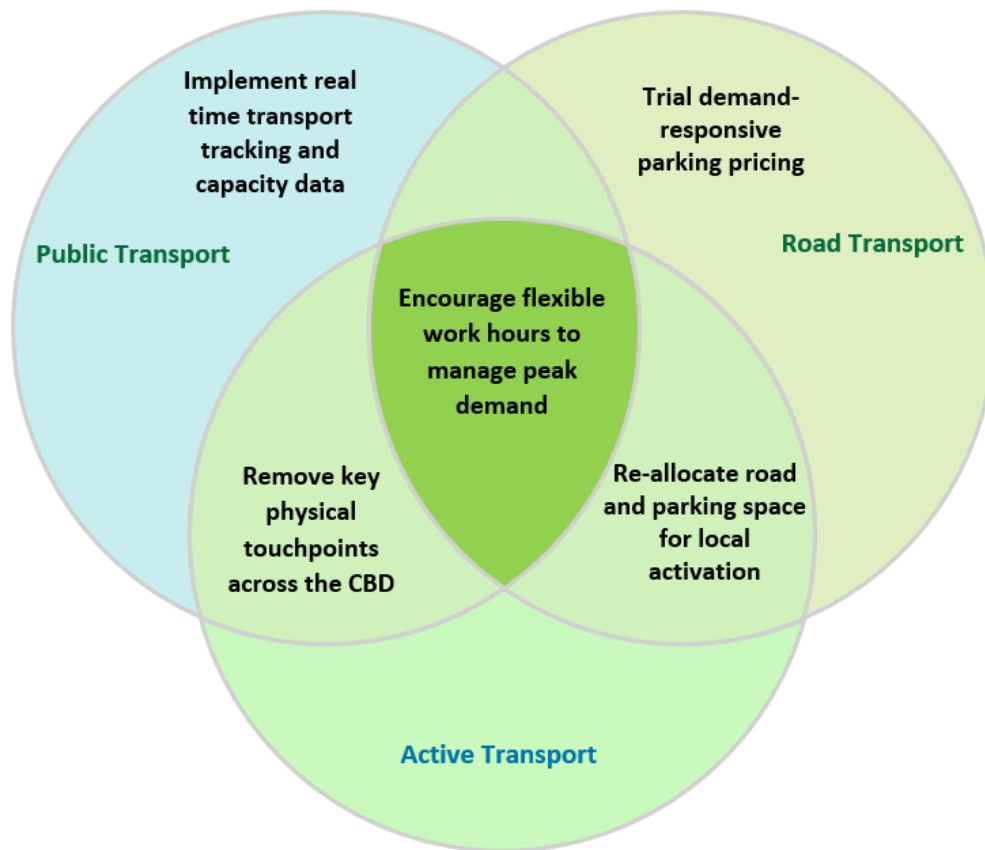 Implement real
time transport
tracking and
capacity data
Trial demand-
responsive
parking pricing
Public Transport
Road Transport
Encourage flexible
work hours to
manage peak
demand
Remove key
physical
touchpoints
across the CBD
Re-allocate road
and parking space
for local
activation
Active Transport